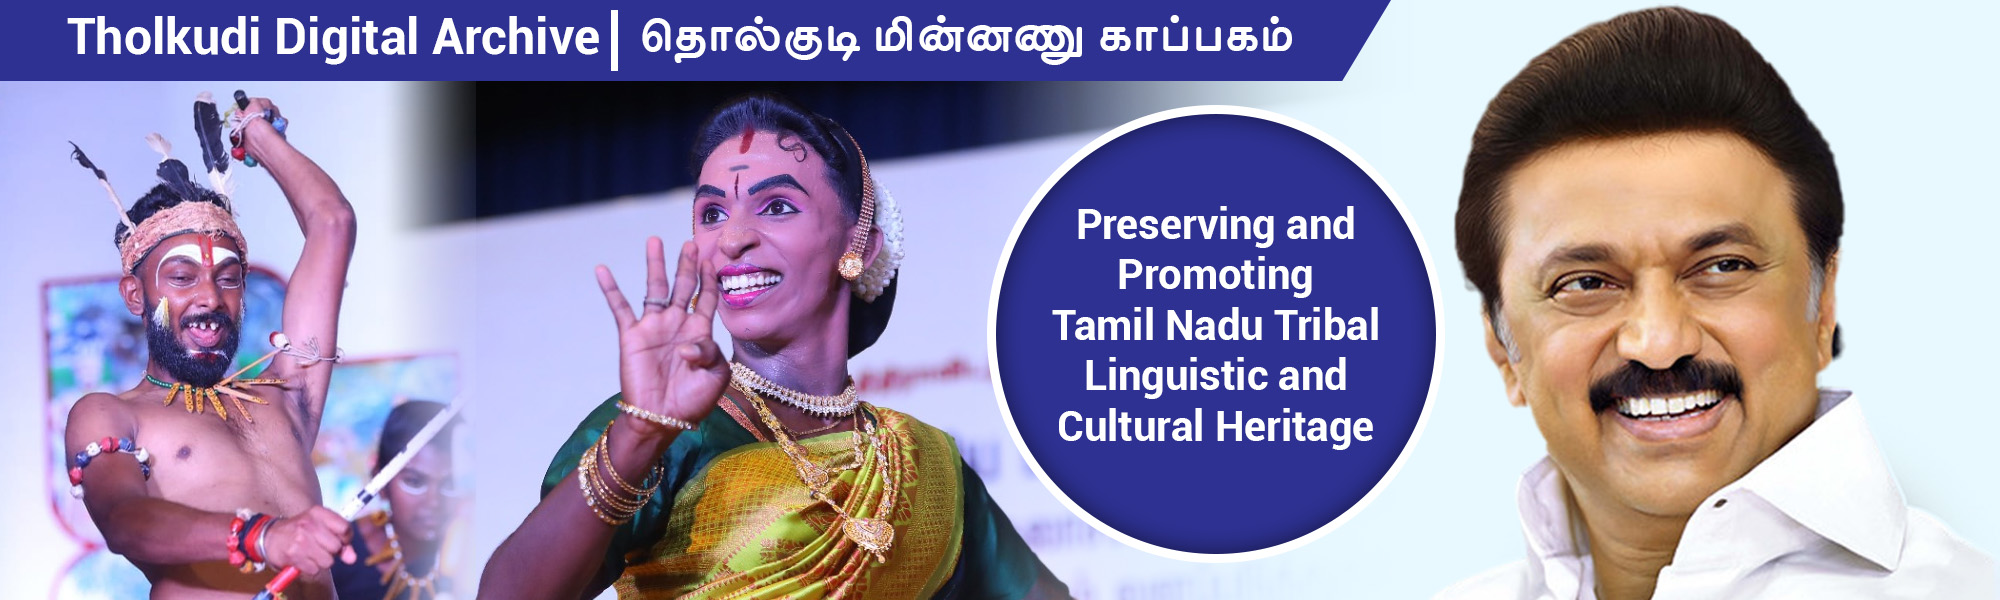 Tholkudi Digital Archive | தொல்குடி மின்னணு காப்பகம்
Preserving and
Promoting
Tamil Nadu Tribal
Linguistic and
Cultural Heritage